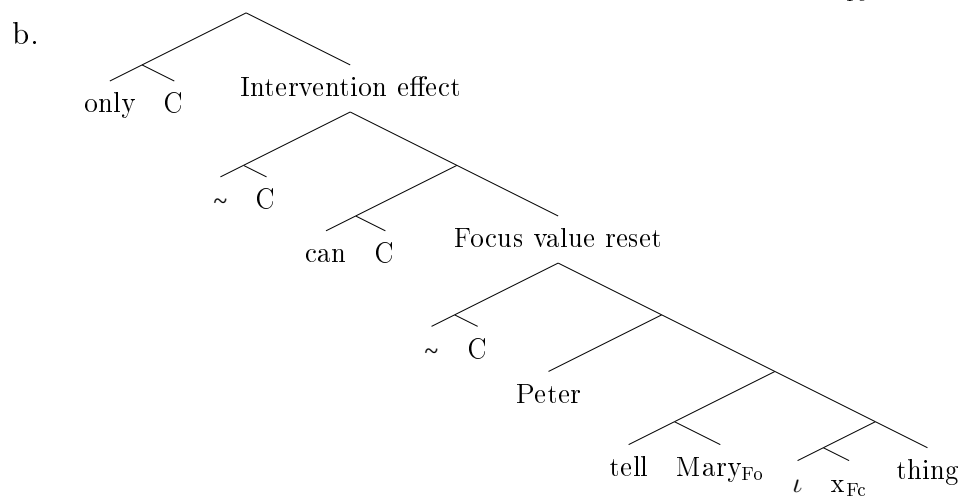 b.
only C Intervention effect
~ C
can C Focus value reset
~ C
Peter
tell Mary_Fo ι x_Fc thing